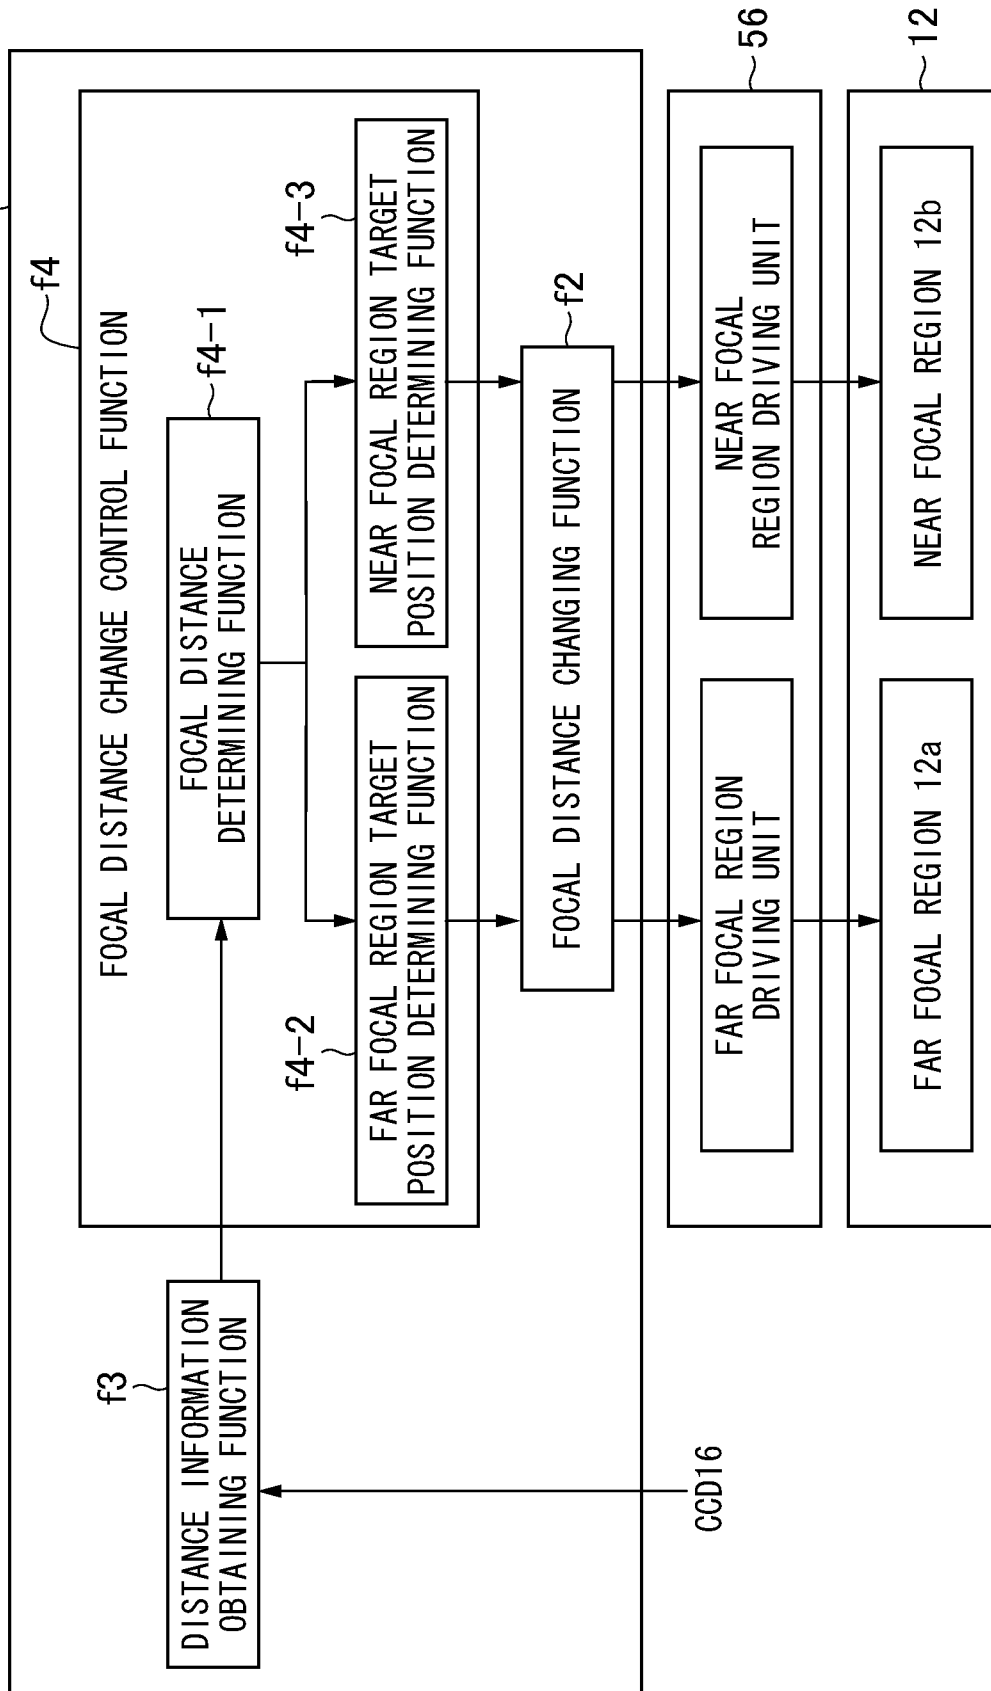 f4
FOCAL DISTANCE CHANGE CONTROL FUNCTION
f3
DISTANCE INFORMATION
OBTAINING FUNCTION
f4-1
FOCAL DISTANCE
DETERMINING FUNCTION
f4-2
FAR FOCAL REGION TARGET
POSITION DETERMINING FUNCTION
f4-3
NEAR FOCAL REGION TARGET
POSITION DETERMINING FUNCTION
f2
FOCAL DISTANCE CHANGING FUNCTION
CCD16
56
FAR FOCAL REGION
DRIVING UNIT
NEAR FOCAL
REGION DRIVING UNIT
12
FAR FOCAL REGION 12a
NEAR FOCAL REGION 12b